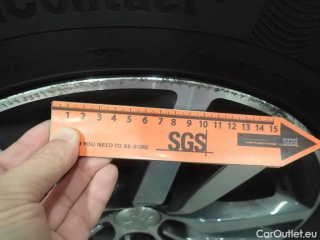 Contact
1 2 3 4 5 6 7 8 9 10 11 12 13 14 15
YOU NEED TO BE SURE SGS SGS
CarOutlet.eu